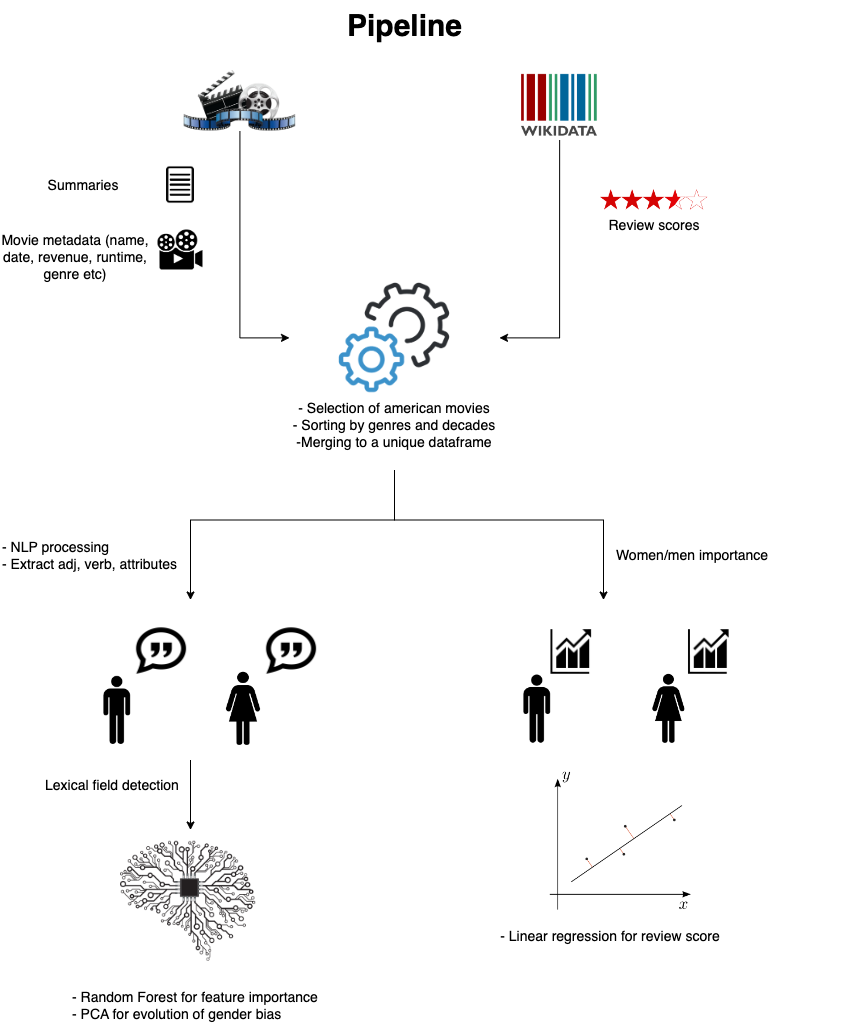 Pipeline
WIKIDATA
Summaries
Review scores
Movie metadata (name,
date, revenue, runtime,
genre etc)
- Selection of american movies
- Sorting by genres and decades
-Merging to a unique dataframe
- NLP processing
- Extract adj, verb, attributes
Women/men importance
Lexical field detection
y
x
- Linear regression for review score
- Random Forest for feature importance
- PCA for evolution of gender bias